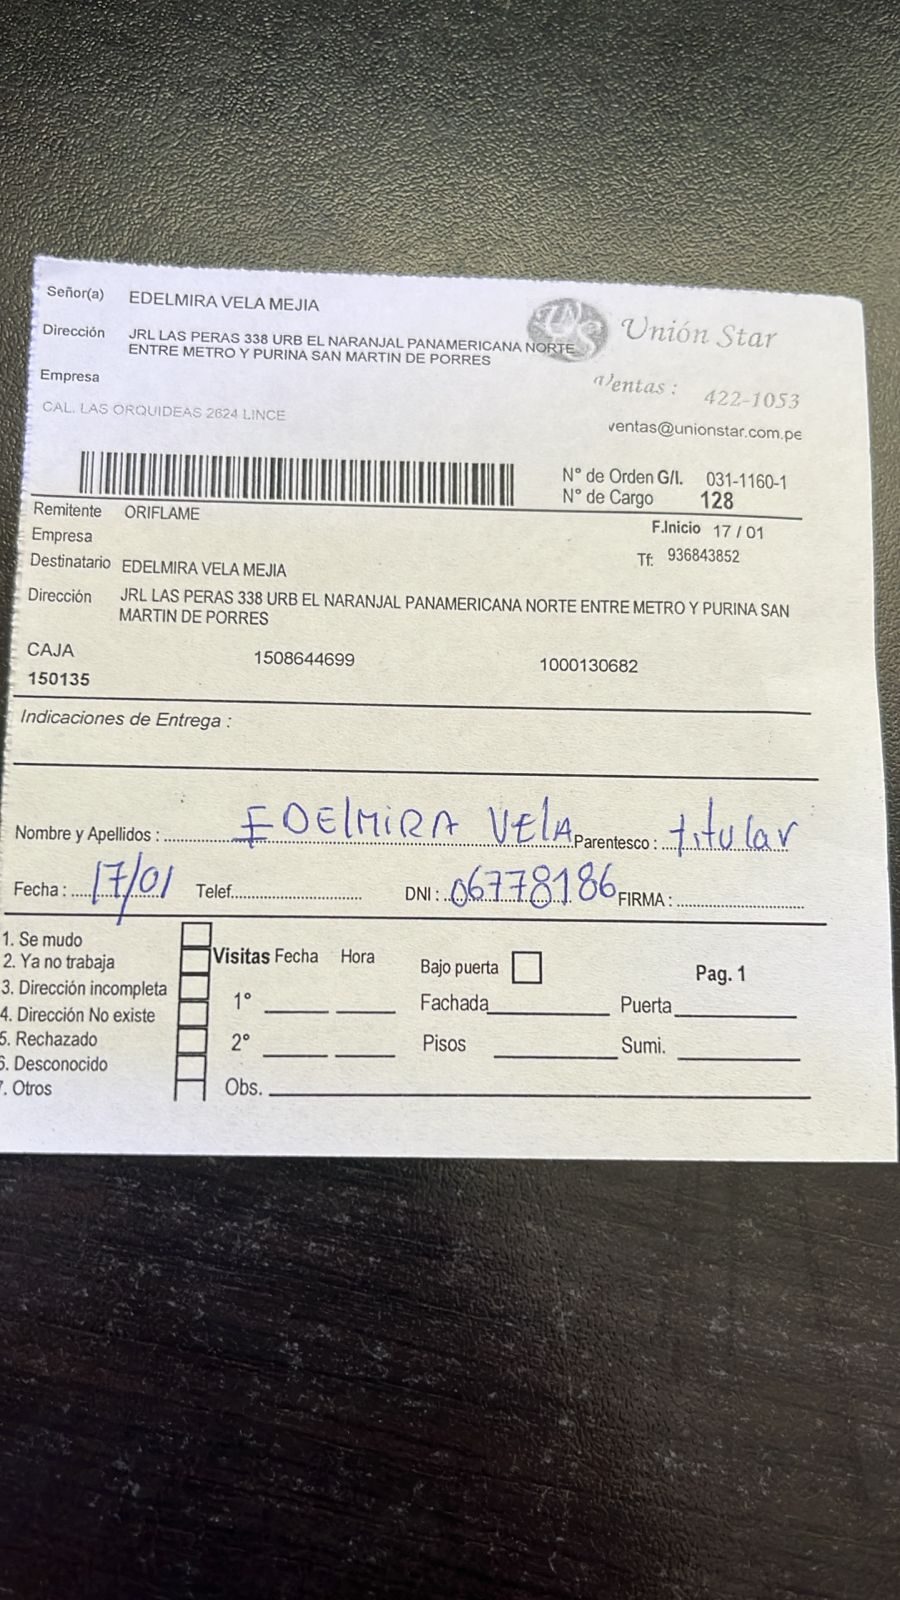 Señor(a) EDELMIRA VELA MEJIA
Unión Star
Dirección JRL LAS PERAS 338 URB EL NARANJAL PANAMERICANA NORTE
ENTRE METRO Y PURINA SAN MARTIN DE PORRES
Empresa
Ventas : 422-1053
CAL. LAS ORQUIDEAS 2624 LINCE
ventas@unionstar.com.pe
N° de Orden G/I. 031-1160-1
N° de Cargo 128
Remitente ORIFLAME
F.Inicio 17 / 01
Empresa
Tf: 936843852
Destinatario EDELMIRA VELA MEJIA
Dirección JRL LAS PERAS 338 URB EL NARANJAL PANAMERICANA NORTE ENTRE METRO Y PURINA SAN
MARTIN DE PORRES
CAJA 1508644699 1000130682
150135
Indicaciones de Entrega :
Nombre y Apellidos : EDElMiRA VElA Parentesco : titular
Fecha : 17/01 Telef. DNI : 06778186 FIRMA :
1. Se mudo
2. Ya no trabaja
3. Dirección incompleta
4. Dirección No existe
5. Rechazado
6. Desconocido
7. Otros
Visitas Fecha Hora
1°
2°
Obs.
Bajo puerta
Pag. 1
Fachada Puerta
Pisos Sumi.